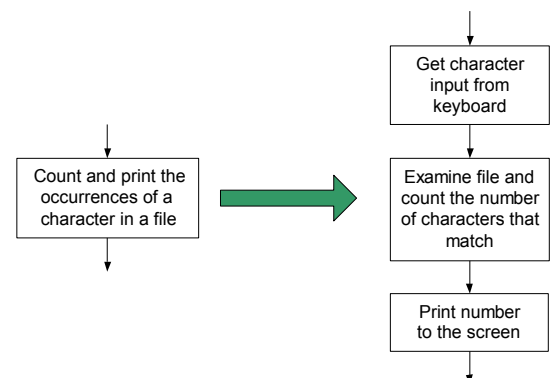 Count and print the
occurrences of a
character in a file
Get character
input from
keyboard
Examine file and
count the number
of characters that
match
Print number
to the screen